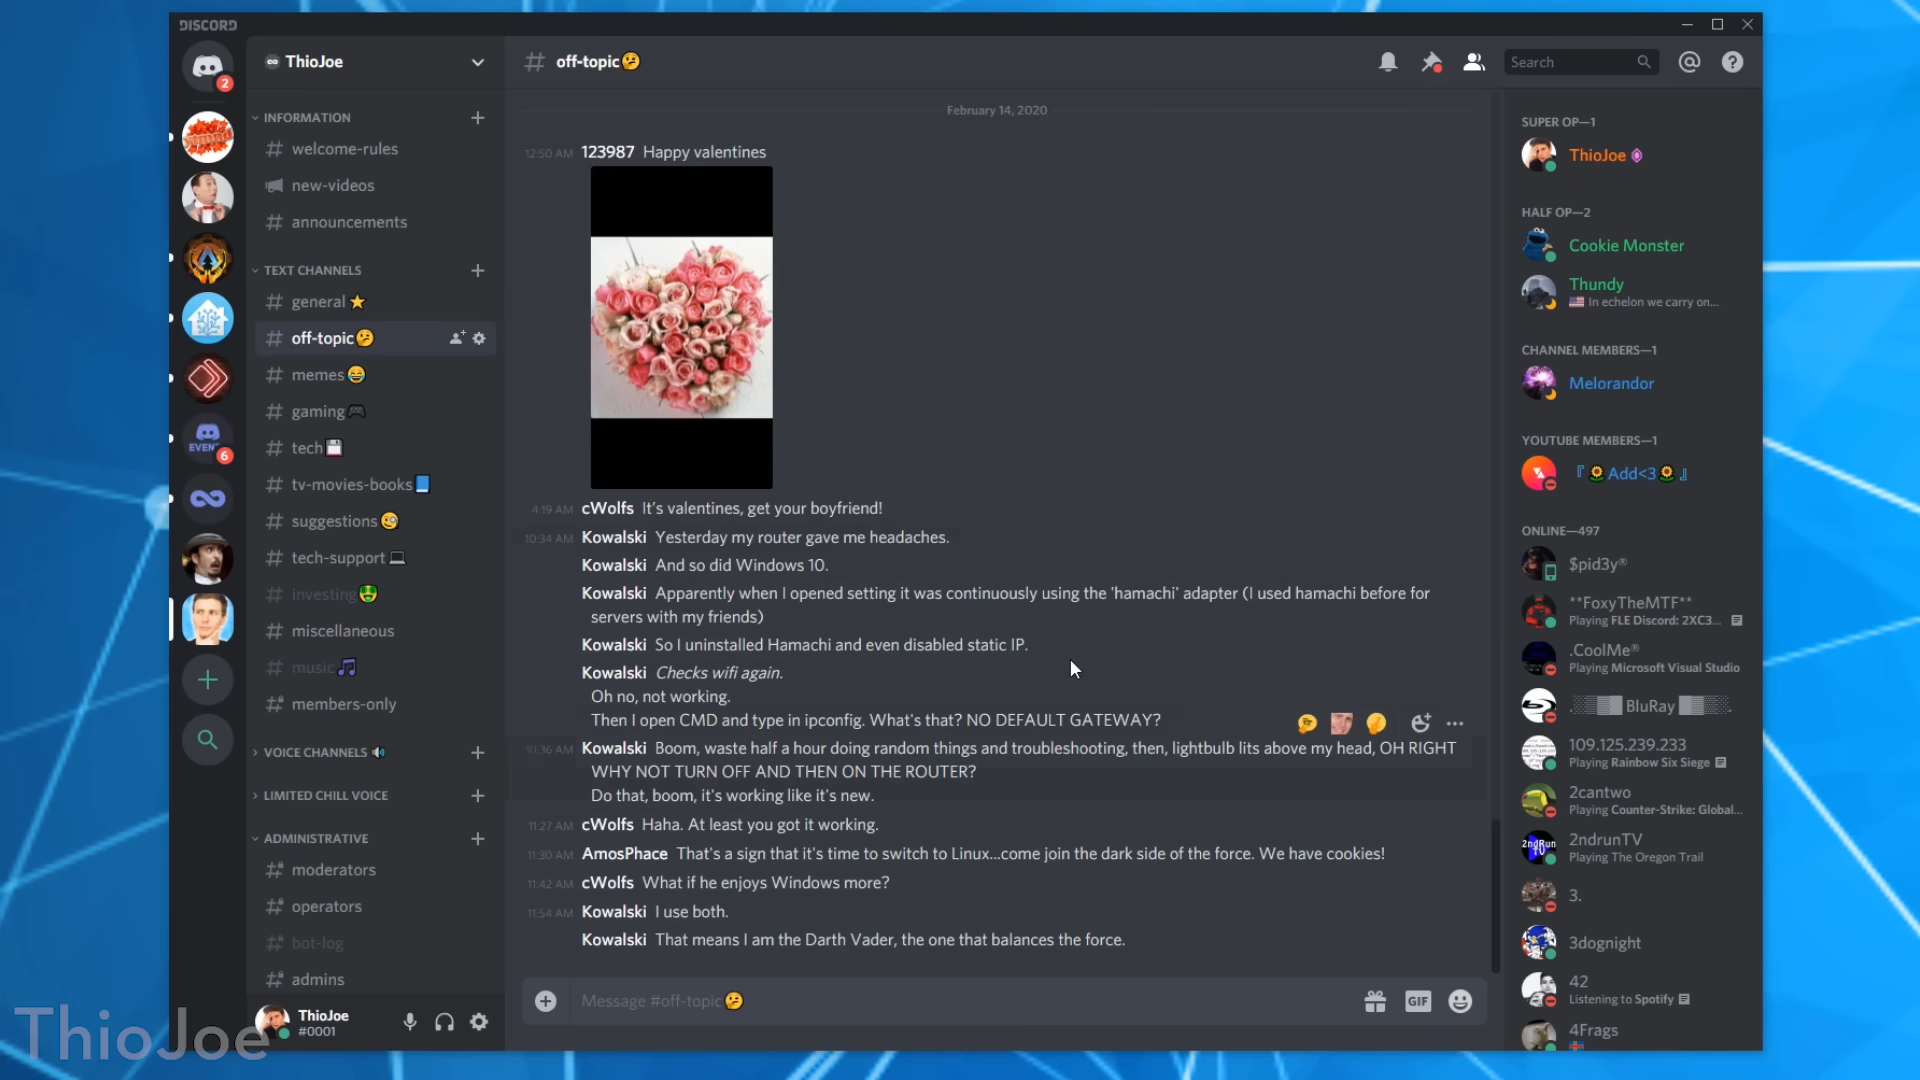 DISCORD
2
EVEN
6
ThioJoe
INFORMATION
welcome-rules
new-videos
announcements
TEXT CHANNELS
general
off-topic
memes
gaming
tech
tv-movies-books
suggestions
tech-support
investing
miscellaneous
music
members-only
VOICE CHANNELS
LIMITED CHILL VOICE
ADMINISTRATIVE
moderators
operators
bot-log
admins
ThioJoe
#0001
off-topic
Search
February 14, 2020
12:50 AM 123987 Happy valentines
4:19 AM cWolfs It's valentines, get your boyfriend!
10:34 AM Kowalski Yesterday my router gave me headaches.
Kowalski And so did Windows 10.
Kowalski Apparently when I opened setting it was continuously using the 'hamachi' adapter (I used hamachi before for
servers with my friends)
Kowalski So I uninstalled Hamachi and even disabled static IP.
Kowalski Checks wifi again.
Oh no, not working.
Then I open CMD and type in ipconfig. What's that? NO DEFAULT GATEWAY?
10:36 AM Kowalski Boom, waste half a hour doing random things and troubleshooting, then, lightbulb lits above my head, OH RIGHT
WHY NOT TURN OFF AND THEN ON THE ROUTER?
Do that, boom, it's working like it's new.
11:27 AM cWolfs Haha. At least you got it working.
11:30 AM AmosPhace That's a sign that it's time to switch to Linux...come join the dark side of the force. We have cookies!
11:42 AM cWolfs What if he enjoys Windows more?
11:54 AM Kowalski I use both.
Kowalski That means I am the Darth Vader, the one that balances the force.
Message #off-topic
GIF
SUPER OP—1
ThioJoe
HALF OP—2
Cookie Monster
Thundy
In echelon we carry on...
CHANNEL MEMBERS—1
Melorandor
YOUTUBE MEMBERS—1
『🌻Add<3🌻』
ONLINE—497
$pid3y®
**FoxyTheMTF**
Playing FLE Discord: 2XC3...
.CoolMe®
Playing Microsoft Visual Studio
.░▒▓█ BluRay █▓▒░.
109.125.239.233
Playing Rainbow Six Siege
2cantwo
Playing Counter-Strike: Global...
2ndRun
2ndrunTV
Playing The Oregon Trail
3.
3dognight
42
Listening to Spotify
4Frags
ThioJoe